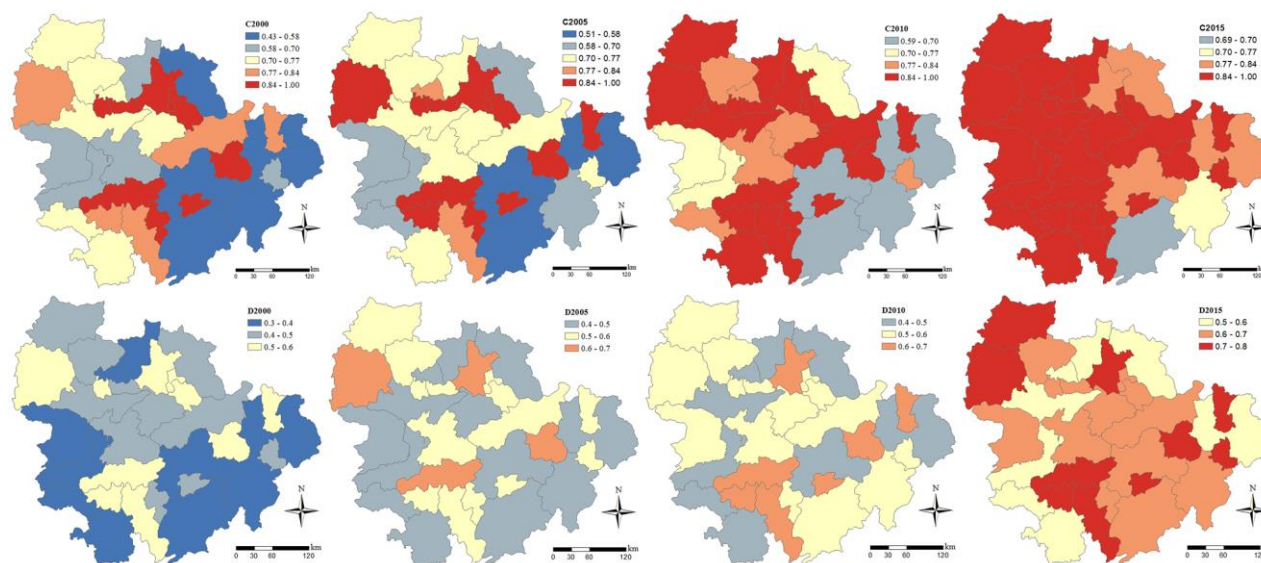 C2000
0.43 - 0.58
0.58 - 0.70
0.70 - 0.77
0.77 - 0.84
0.84 - 1.00
N
km
0 30 60 120
C2005
0.51 - 0.58
0.58 - 0.70
0.70 - 0.77
0.77 - 0.84
0.84 - 1.00
N
km
0 30 60 120
C2010
0.59 - 0.70
0.70 - 0.77
0.77 - 0.84
0.84 - 1.00
N
km
0 30 60 120
C2015
0.69 - 0.70
0.70 - 0.77
0.77 - 0.84
0.84 - 1.00
N
km
0 30 60 120
D2000
0.3 - 0.4
0.4 - 0.5
0.5 - 0.6
N
km
0 30 60 120
D2005
0.4 - 0.5
0.5 - 0.6
0.6 - 0.7
N
km
0 30 60 120
D2010
0.4 - 0.5
0.5 - 0.6
0.6 - 0.7
N
km
0 30 60 120
D2015
0.5 - 0.6
0.6 - 0.7
0.7 - 0.8
N
km
0 30 60 120